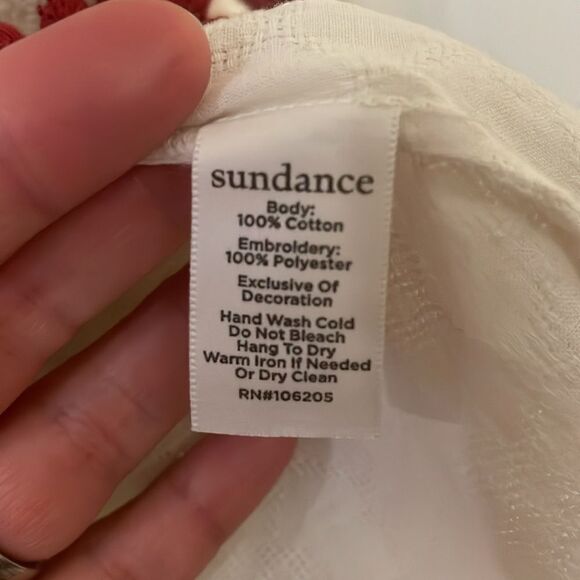 sundance
Body:
100% Cotton
Embroidery:
100% Polyester
Exclusive Of
Decoration
Hand Wash Cold
Do Not Bleach
Hang To Dry
Warm Iron If Needed
Or Dry Clean
RN#106205